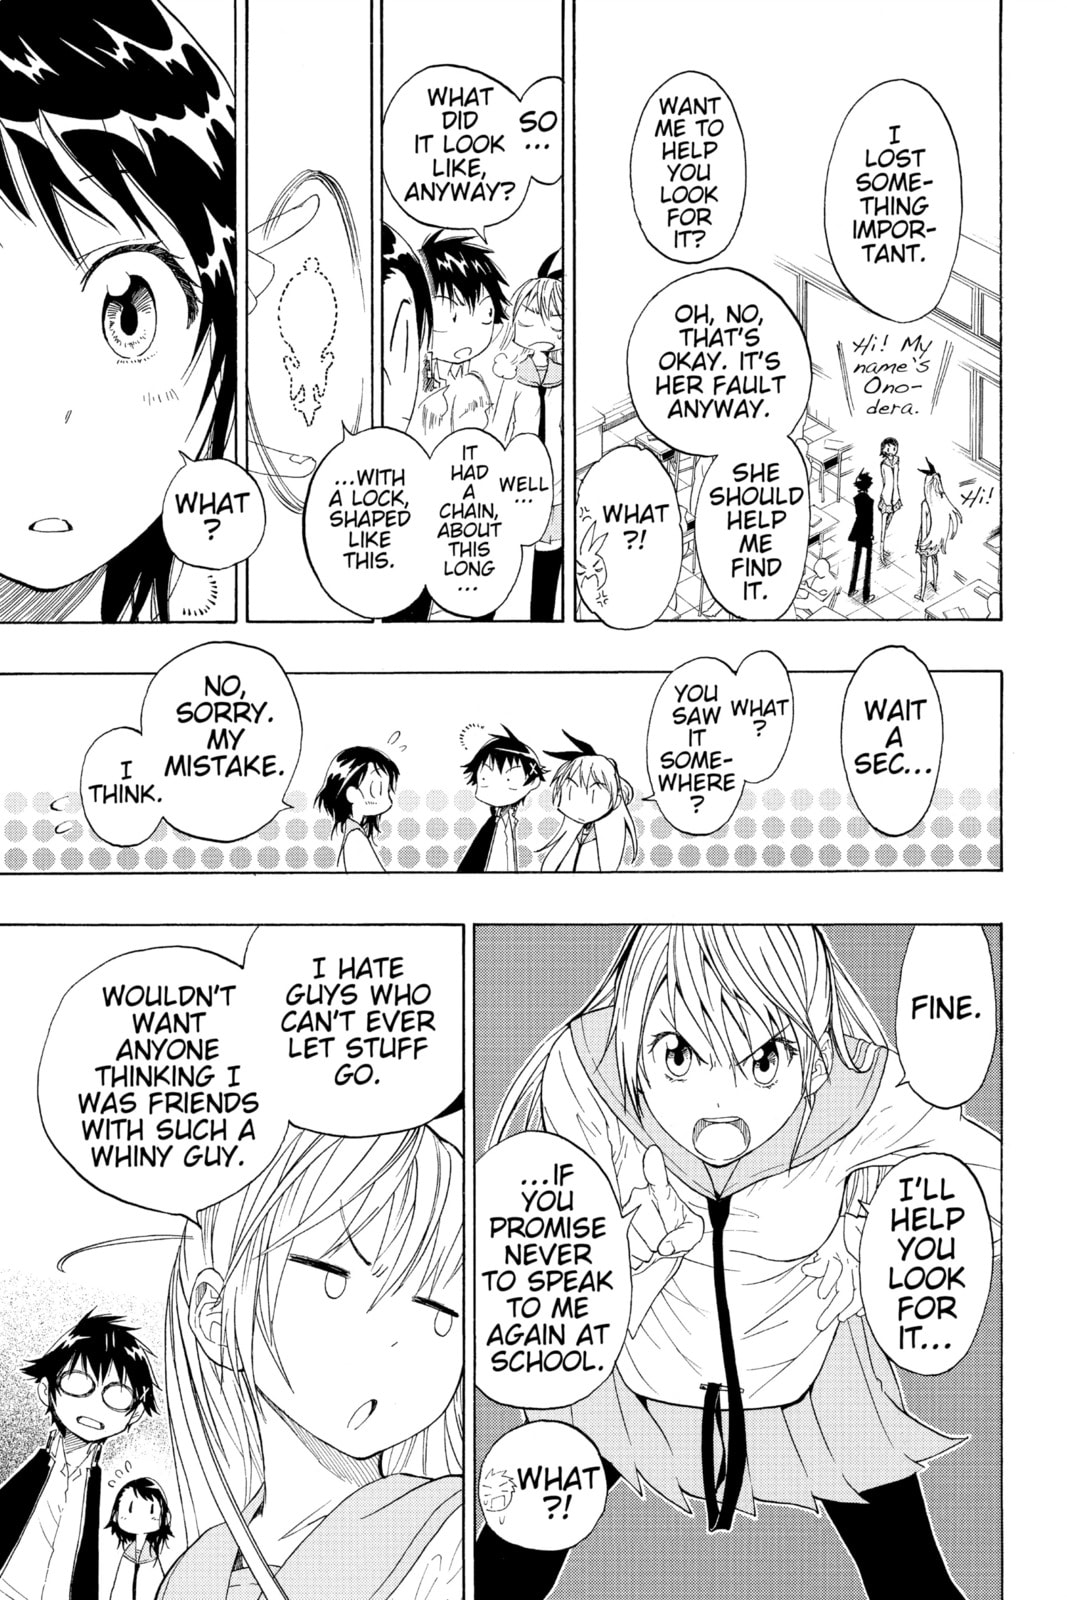 I
LOST
SOME-
THING
IMPOR-
TANT.
Hi! My
name's
Ono-
dera.
Hi!
WANT
ME TO
HELP
YOU
LOOK
FOR
IT?
OH, NO,
THAT'S
OKAY. IT'S
HER FAULT
ANYWAY.
SHE
SHOULD
HELP
ME
FIND
IT.
WHAT
?!
SO
...
WHAT
DID
IT LOOK
LIKE,
ANYWAY?
WELL
...
IT
HAD
A
CHAIN,
ABOUT
THIS
LONG
...
...WITH
A LOCK,
SHAPED
LIKE
THIS.
WHAT
?
WAIT
A
SEC...
WHAT
?
YOU
SAW
IT
SOME-
WHERE
?
NO,
SORRY.
MY
MISTAKE.
I
THINK.
FINE.
I'LL
HELP
YOU
LOOK
FOR
IT...
...IF
YOU
PROMISE
NEVER
TO SPEAK
TO ME
AGAIN AT
SCHOOL.
WHAT
?!
I HATE
GUYS WHO
CAN'T EVER
LET STUFF
GO.
WOULDN'T
WANT
ANYONE
THINKING I
WAS FRIENDS
WITH SUCH A
WHINY GUY.